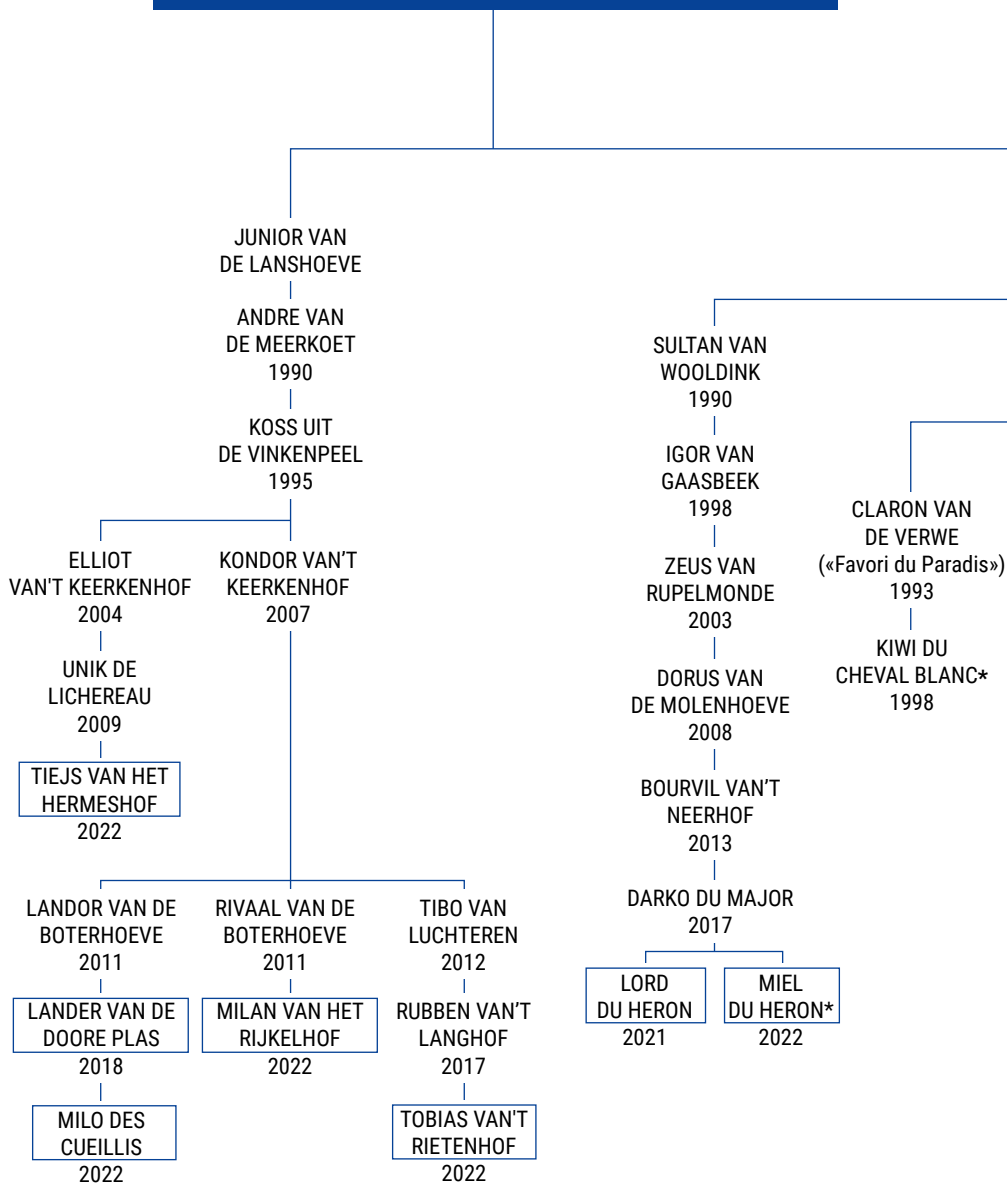 JUNIOR VAN
DE LANSHOEVE
ANDRE VAN
DE MEERKOET
1990
KOSS UIT
DE VINKENPEEL
1995
ELLIOT
VAN'T KEERKENHOF
2004
UNIK DE
LICHEREAU
2009
TIEJS VAN HET
HERMESHOF
2022
KONDOR VAN’T
KEERKENHOF
2007
LANDOR VAN DE
BOTERHOEVE
2011
LANDER VAN DE
DOORE PLAS
2018
MILO DES
CUEILLIS
2022
RIVAAL VAN DE
BOTERHOEVE
2011
MILAN VAN HET
RIJKELHOF
2022
TIBO VAN
LUCHTEREN
2012
RUBBEN VAN’T
LANGHOF
2017
TOBIAS VAN'T
RIETENHOF
2022
SULTAN VAN
WOOLDINK
1990
IGOR VAN
GAASBEEK
1998
ZEUS VAN
RUPELMONDE
2003
DORUS VAN
DE MOLENHOEVE
2008
BOURVIL VAN’T
NEERHOF
2013
DARKO DU MAJOR
2017
LORD
DU HERON
2021
MIEL
DU HERON*
2022
CLARON VAN
DE VERWE
(«Favori du Paradis»)
1993
KIWI DU
CHEVAL BLANC*
1998